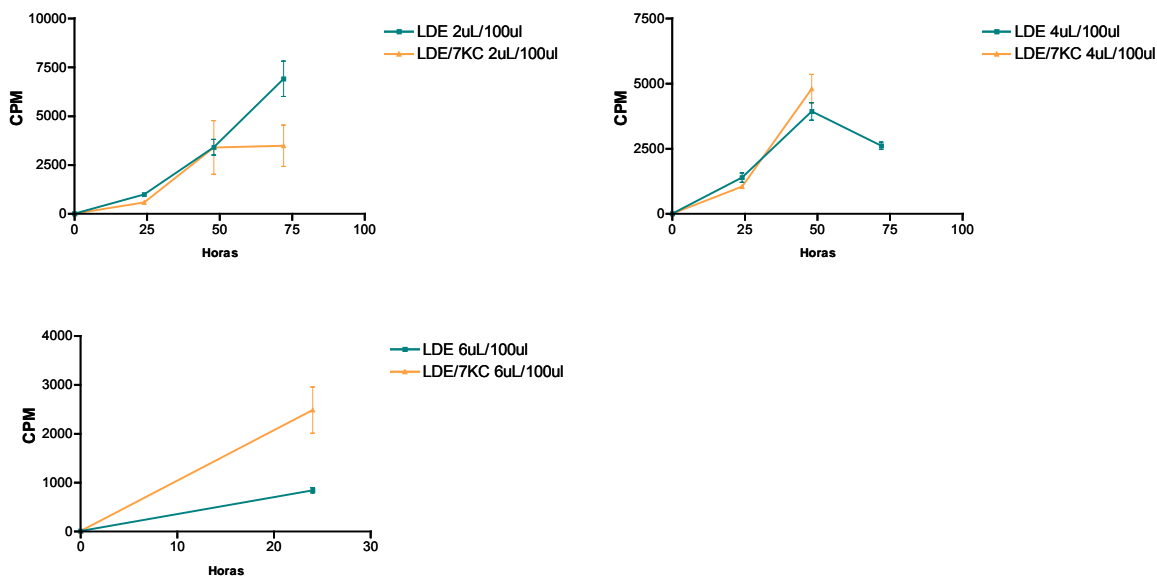 10000
7500
5000
2500
0
CPM
0 25 50 75 100
Horas
LDE 2uL/100ul
LDE/7KC 2uL/100ul
7500
5000
2500
0
CPM
0 25 50 75 100
Horas
LDE 4uL/100ul
LDE/7KC 4uL/100ul
4000
3000
2000
1000
0
CPM
0 10 20 30
Horas
LDE 6uL/100ul
LDE/7KC 6uL/100ul